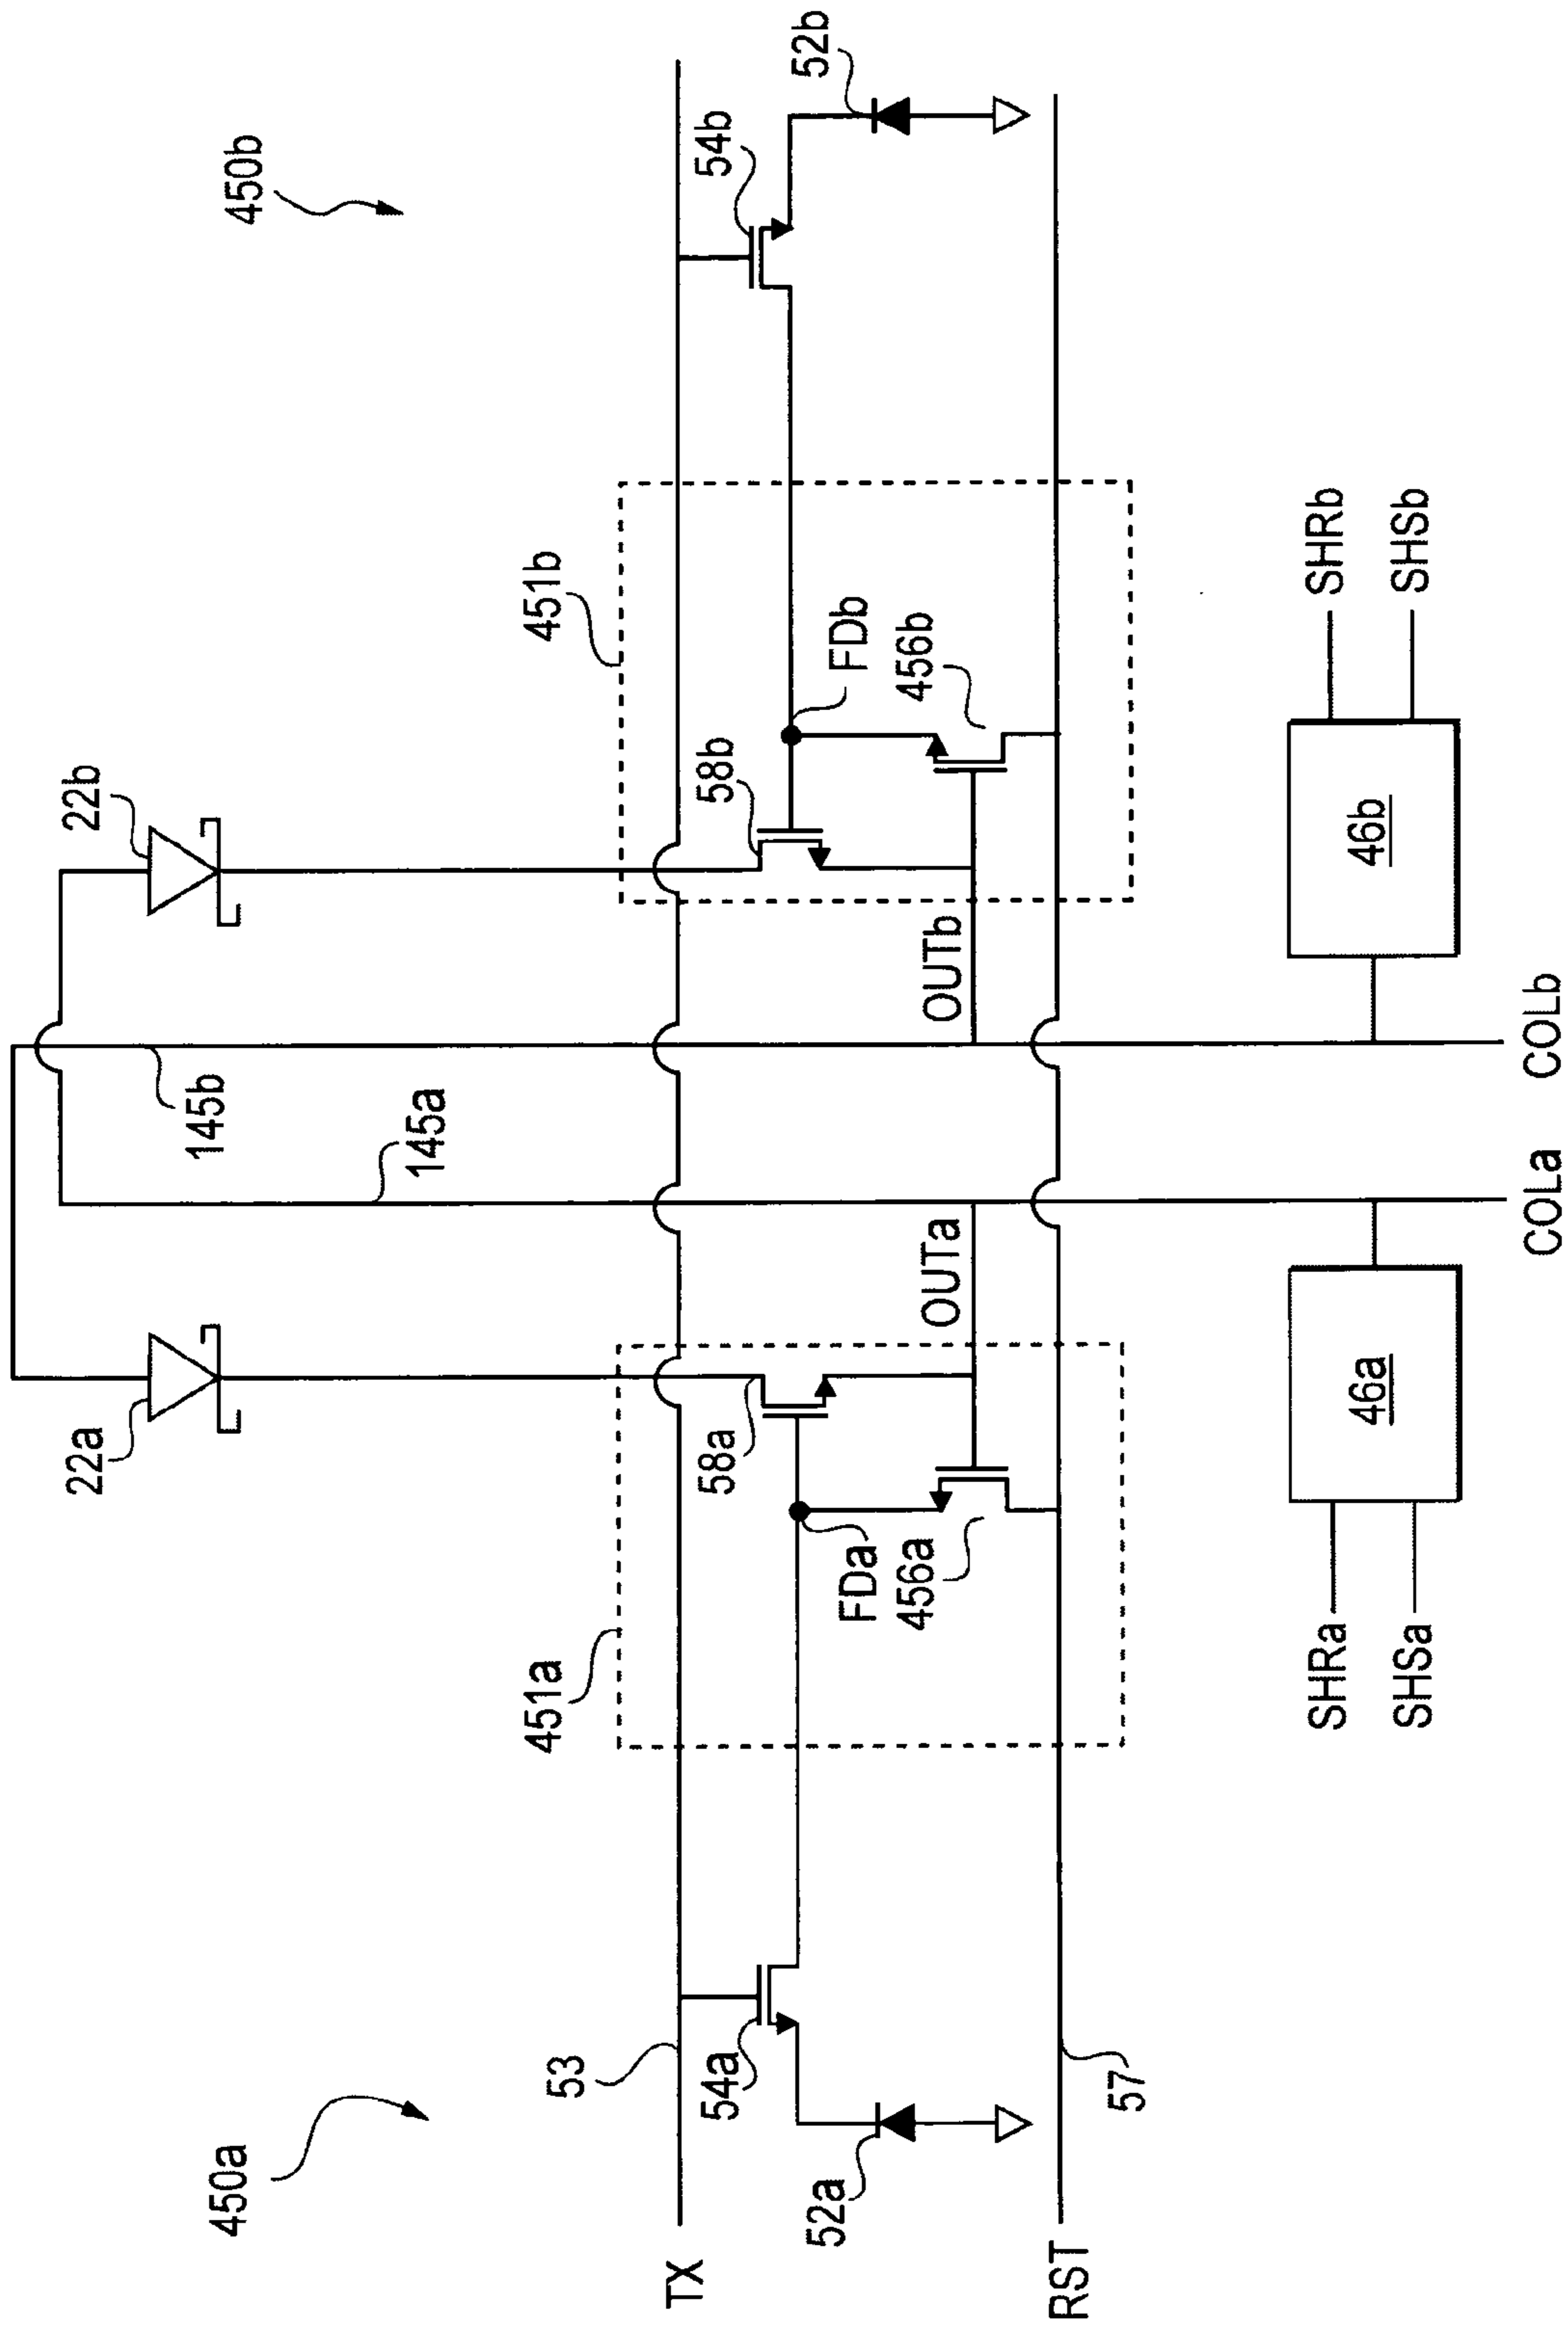 450a
450b
22a
22b
145b
145a
TX
53
54a
52a
451a
58a
FDa
456a
OUTa
OUTb
451b
58b
FDb
456b
54b
52b
RST
57
SHRa
SHSa
46a
46b
SHRb
SHSb
COLa
COLb